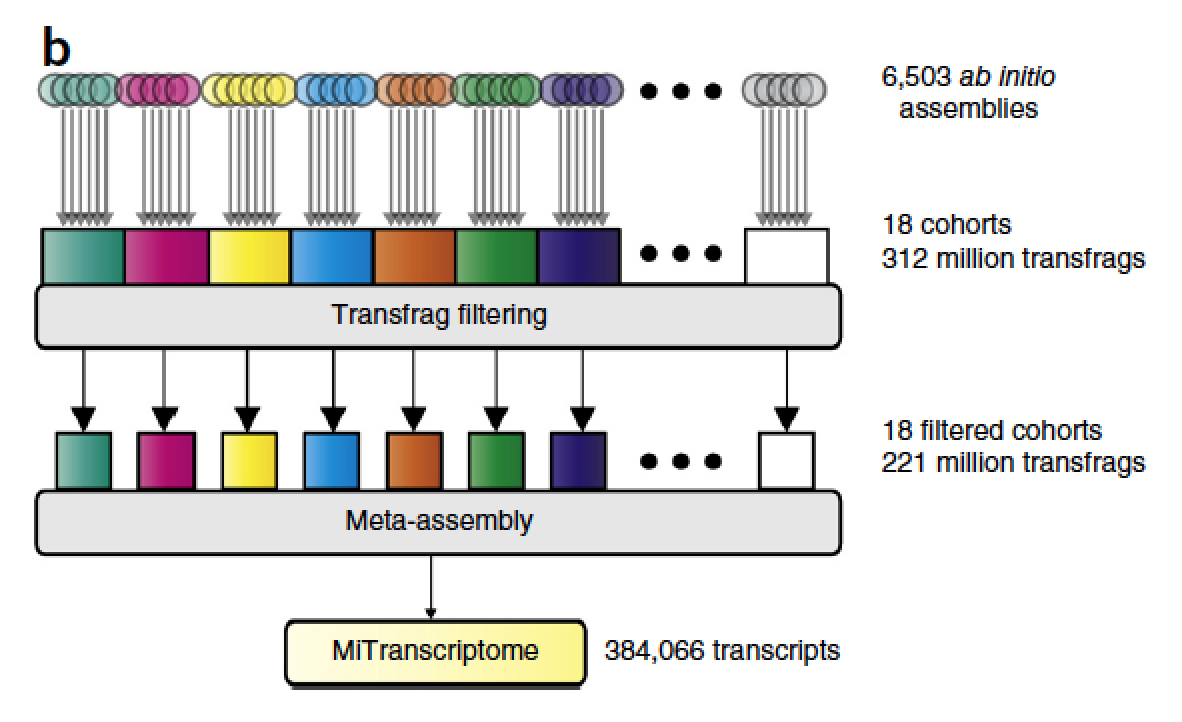 b
6,503 ab initio
assemblies
18 cohorts
312 million transfrags
Transfrag filtering
18 filtered cohorts
221 million transfrags
Meta-assembly
MiTranscriptome
384,066 transcripts